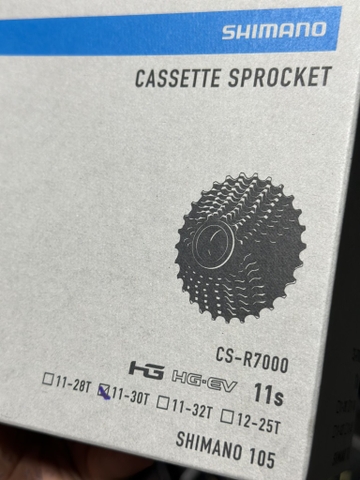 SHIMANO
CASSETTE SPROCKET
CS-R7000
HG HG-EV 11s
☐11-28T ☑11-30T ☐11-32T ☐12-25T
SHIMANO 105